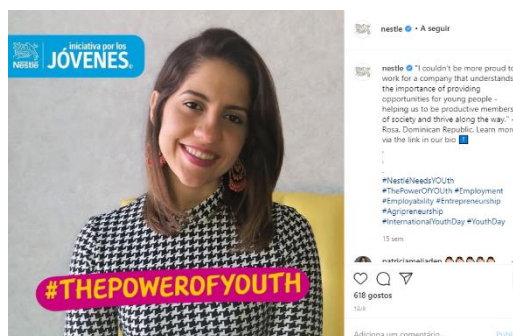 iniciativa por los
Nestlé JÓVENES.
#THEPOWEROFYOUTH
nestle • A seguir
nestle "I couldn't be more proud to
work for a company that understands
the importance of providing
opportunities for young people -
helping us to be productive members
of society and thrive along the way." -
Rosa, Dominican Republic. Learn more
via the link in our bio
.
.
.
#NestléNeedsYOUth
#ThePowerOfYOUth #Employment
#Employability #Entrepreneurship
#Agripreneurship
#InternationalYouthDay #YouthDay
15 sem
618 gostos
Adiciona um comentário...